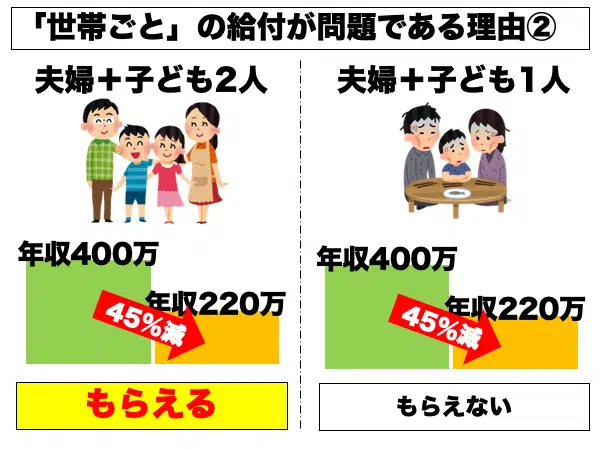 「世帯ごと」の給付が問題である理由②
夫婦＋子ども2人
年収400万
年収220万
45%減
もらえる
夫婦＋子ども1人
年収400万
年収220万
45%減
もらえない